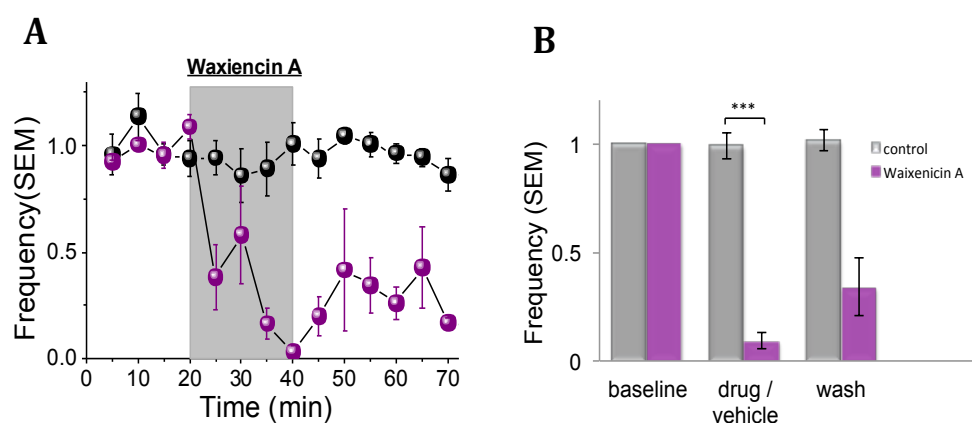 A
Waxiencin A
Frequency(SEM)
1.0
0.5
0.0
0 10 20 30 40 50 60 70
Time (min)
B
***
control
Waixenicin A
Frequency (SEM)
1
0.5
0
baseline drug / wash
vehicle